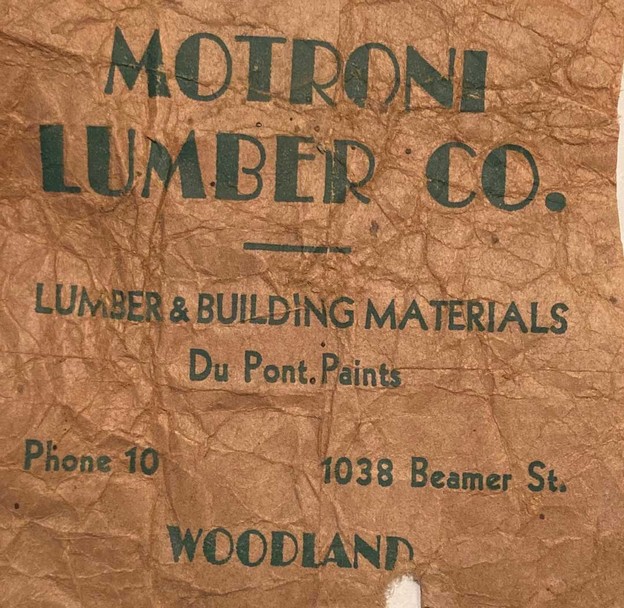 MOTRONI
LUMBER CO.
LUMBER & BUILDING MATERIALS
Du Pont. Paints
Phone 10 1038 Beamer St.
WOODLAND